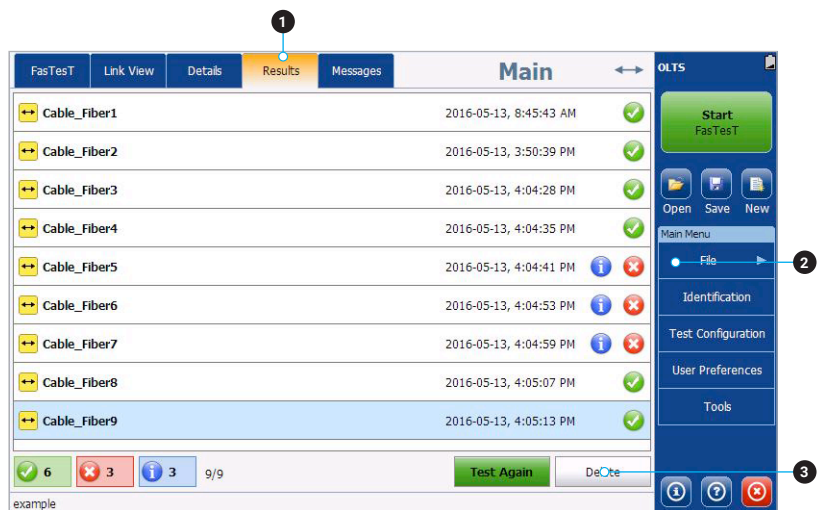 1
FasTesT Link View Details Results Messages Main OLTS
Cable_Fiber1 2016-05-13, 8:45:43 AM
Cable_Fiber2 2016-05-13, 3:50:39 PM
Cable_Fiber3 2016-05-13, 4:04:28 PM
Cable_Fiber4 2016-05-13, 4:04:35 PM
Cable_Fiber5 2016-05-13, 4:04:41 PM
Cable_Fiber6 2016-05-13, 4:04:53 PM
Cable_Fiber7 2016-05-13, 4:04:59 PM
Cable_Fiber8 2016-05-13, 4:05:07 PM
Cable_Fiber9 2016-05-13, 4:05:13 PM
6 3 3 9/9 Test Again Delete 3
example
Start
FasTesT
Open Save New
Main Menu
File 2
Identification
Test Configuration
User Preferences
Tools